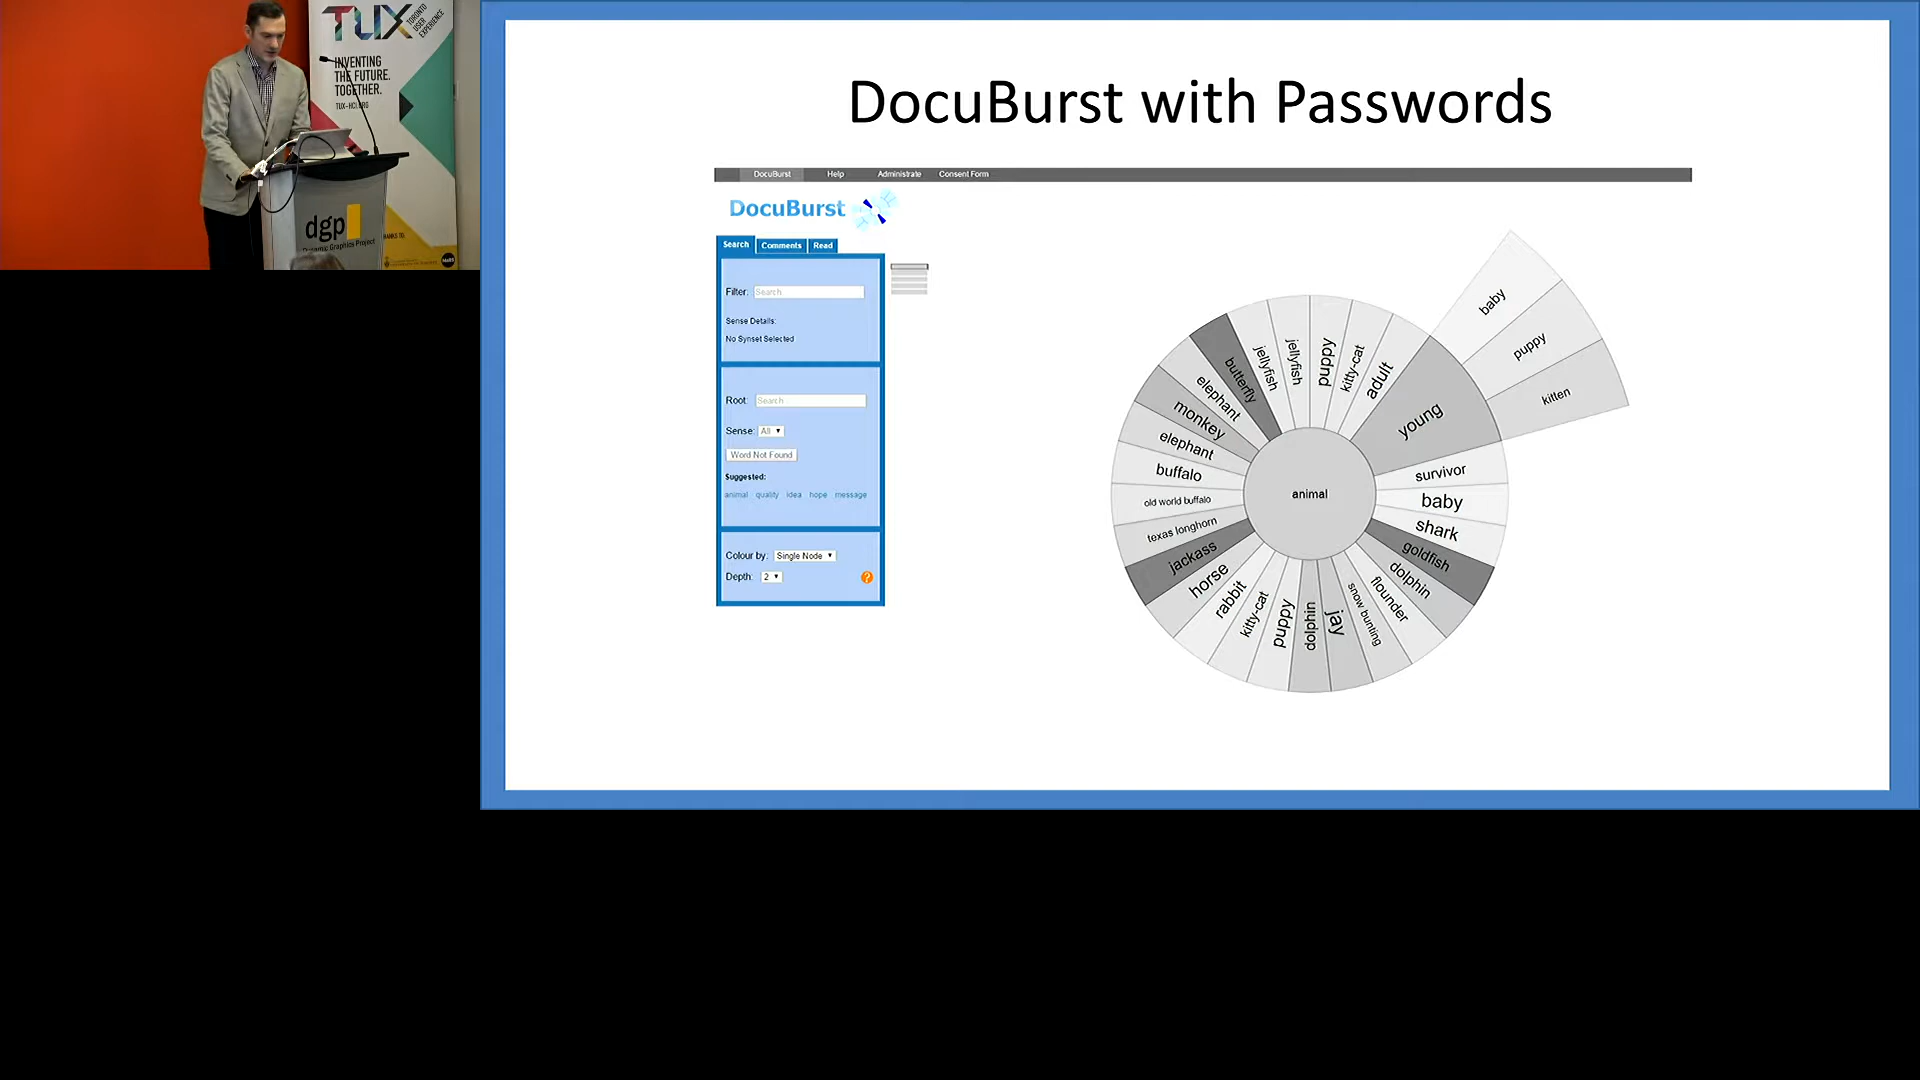 TUX
TORONTO
USER
EXPERIENCE
INVENTING
THE FUTURE.
TOGETHER.
TUX-HCI.ORG
dgp
Dynamic Graphics Project
DocuBurst with Passwords
DocuBurst Help Administrate Consent Form
DocuBurst
Search Comments Read
Filter: Search
Sense Details:
No Synset Selected
Root: Search
Sense: All
Word Not Found
Suggested:
animal quality idea hope message
Colour by: Single Node
Depth: 2
?
animal
young
baby
puppy
kitten
survivor
baby
shark
goldfish
dolphin
flounder
snow bunting
jay
dolphin
puppy
kitty-cat
rabbit
horse
jackass
texas longhorn
old world buffalo
buffalo
elephant
monkey
elephant
butterfly
jellyfish
jellyfish
puppy
kitty-cat
adult